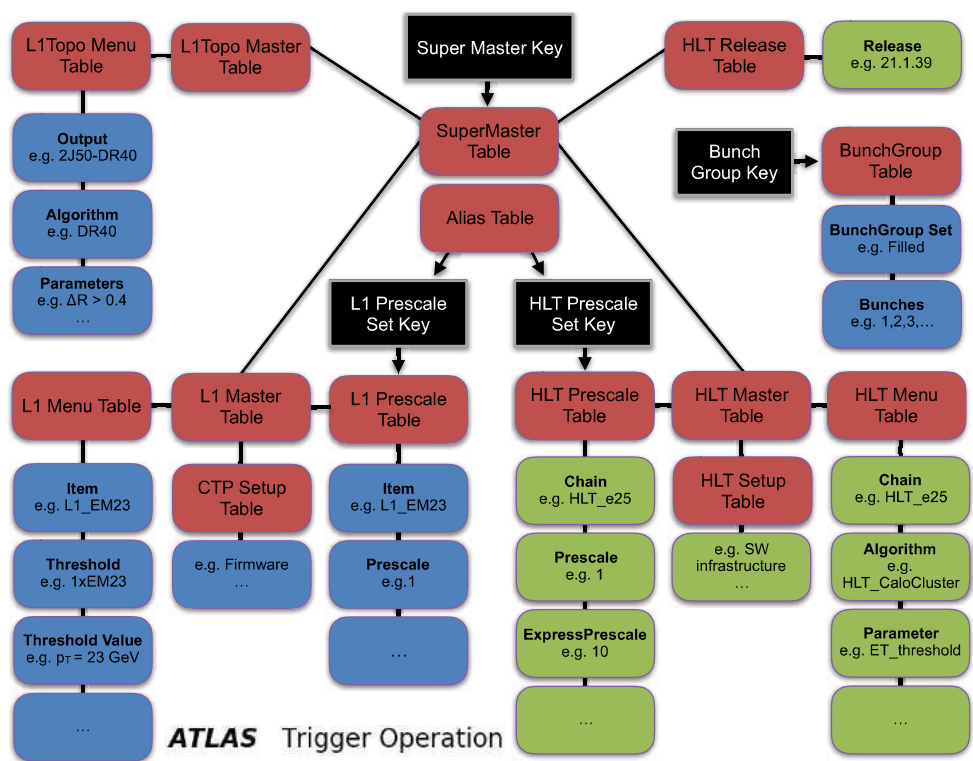 L1Topo Menu
Table
L1Topo Master
Table
Super Master Key
HLT Release
Table
Release
e.g. 21.1.39
SuperMaster
Table
Output
e.g. 2J50-DR40
Bunch
Group Key
BunchGroup
Table
Alias Table
Algorithm
e.g. DR40
BunchGroup Set
e.g. Filled
Parameters
e.g. ΔR > 0.4
...
L1 Prescale
Set Key
HLT Prescale
Set Key
Bunches
e.g. 1,2,3,...
L1 Menu Table
L1 Master
Table
L1 Prescale
Table
HLT Prescale
Table
HLT Master
Table
HLT Menu
Table
Item
e.g. L1_EM23
CTP Setup
Table
Item
e.g. L1_EM23
Chain
e.g. HLT_e25
HLT Setup
Table
Chain
e.g. HLT_e25
Threshold
e.g. 1xEM23
e.g. Firmware
...
Prescale
e.g.1
Prescale
e.g. 1
e.g. SW
infrastructure
...
Algorithm
e.g.
HLT_CaloCluster
Threshold Value
e.g. pT = 23 GeV
...
ExpressPrescale
e.g. 10
Parameter
e.g. ET_threshold
...
...
...
ATLAS Trigger Operation